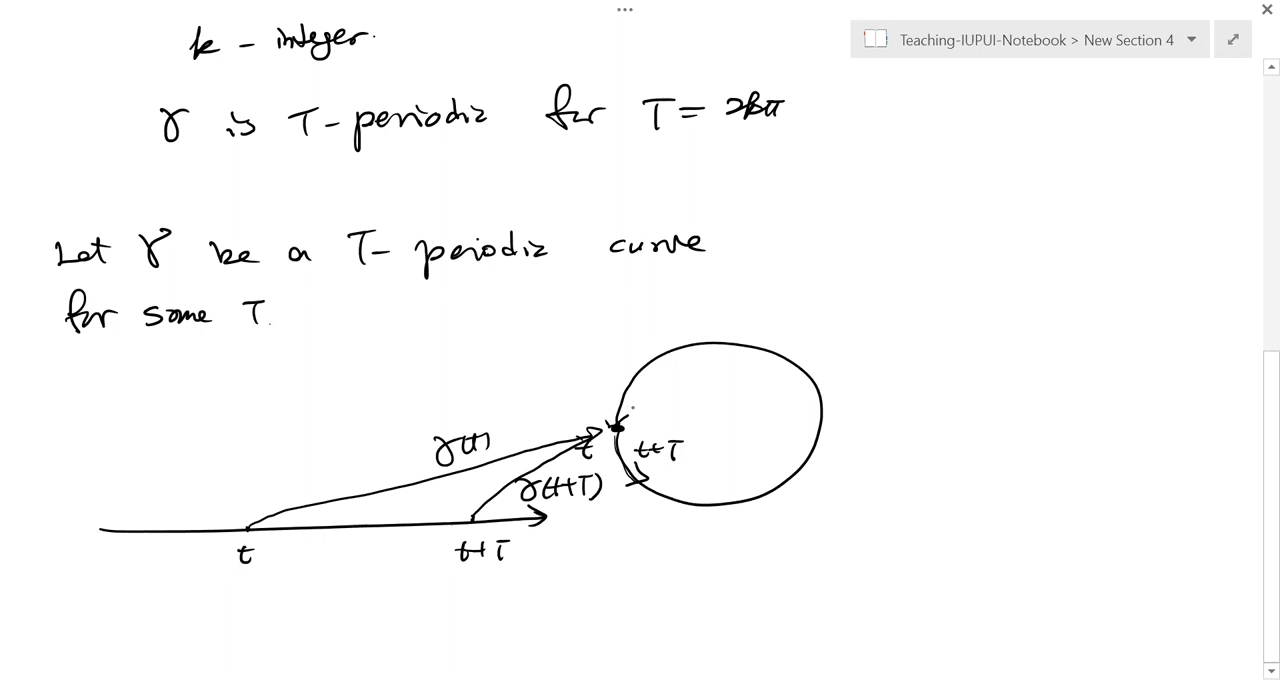 Teaching-IUPUI-Notebook > New Section 4
k - integer.
γ is T-periodic for T = 2kπ
Let γ be a T- periodic curve
for some T.
γ(t)
t
t+T
γ(t+T)
t
t+T